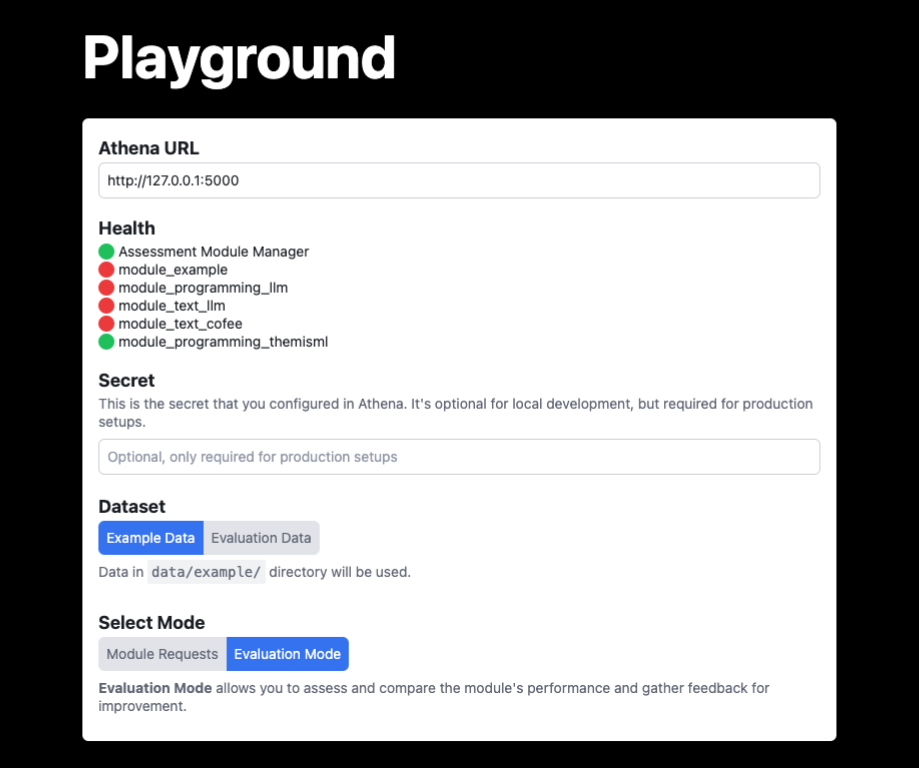 Playground
Athena URL
http://127.0.0.1:5000
Health
Assessment Module Manager
module_example
module_programming_llm
module_text_llm
module_text_cofee
module_programming_themisml
Secret
This is the secret that you configured in Athena. It's optional for local development, but required for production
setups.
Optional, only required for production setups
Dataset
Example Data Evaluation Data
Data in data/example/ directory will be used.
Select Mode
Module Requests Evaluation Mode
Evaluation Mode allows you to assess and compare the module's performance and gather feedback for
improvement.